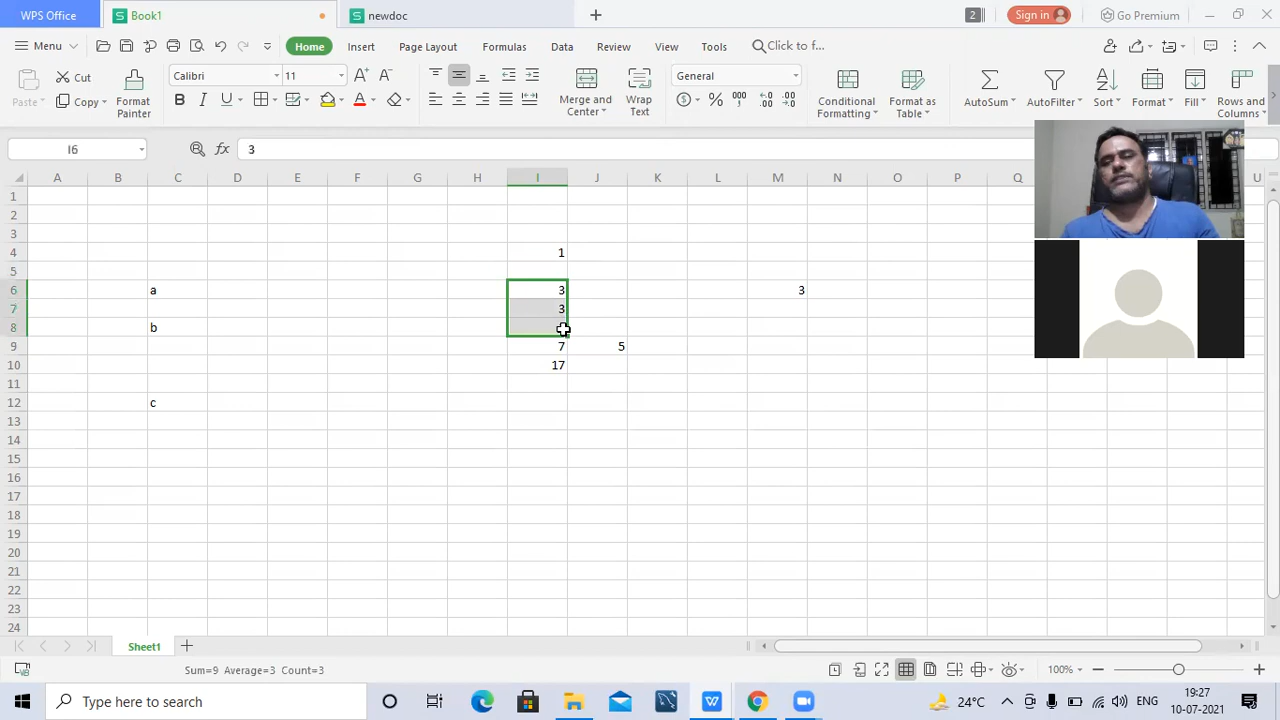 WPS Office Book1 newdoc 2 Sign in Go Premium
Menu Home Insert Page Layout Formulas Data Review View Tools Click to f...
Paste Cut Copy Format Painter Calibri 11 B I U A Merge and Center Wrap Text General Conditional Formatting Format as Table AutoSum AutoFilter Sort Format Fill Rows and Columns
I6 fx 3
A B C D E F H I J K L M N O P Q U
1
2
3
4 1
5
6 a 3 3
7 3
8 b
9 7 5
10 17
11
12 c
13
14
15
16
17
18
19
20
21
22
23
24
Sheet1
Sum=9 Average=3 Count=3 100%
Type here to search 24°C ENG 19:27
10-07-2021